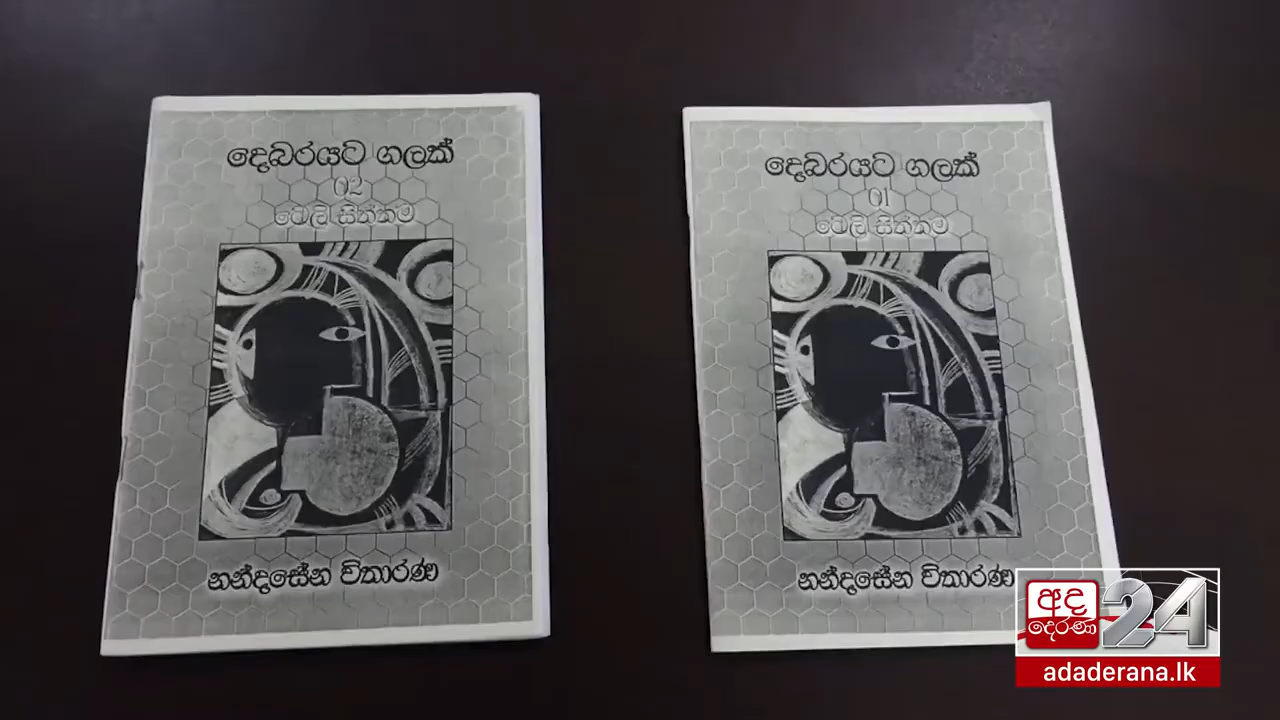 දෙබරයට ගලක්
02
ඛෙලි සිත්තම
නන්දසේන විතාරණ
දෙබරයට ගලක්
01
ඛෙලි සිත්තම
නන්දසේන විතාරණ
අද
දෙරණ
24
adaderana.lk